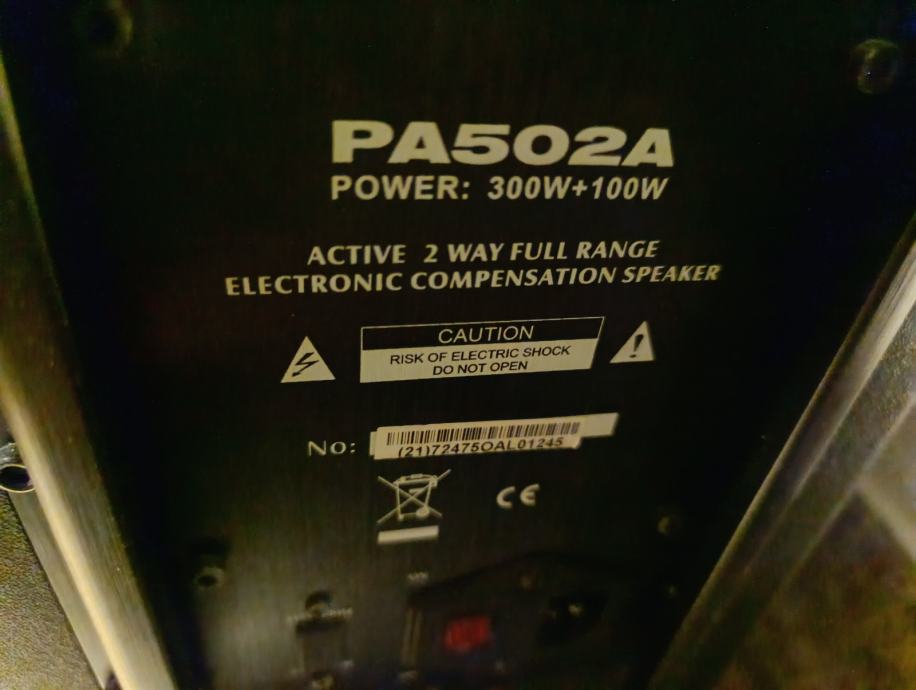 PA502A
POWER: 300W+100W
ACTIVE 2 WAY FULL RANGE
ELECTRONIC COMPENSATION SPEAKER
CAUTION
RISK OF ELECTRIC SHOCK
DO NOT OPEN
No:
(21)72475OAL01245
CE